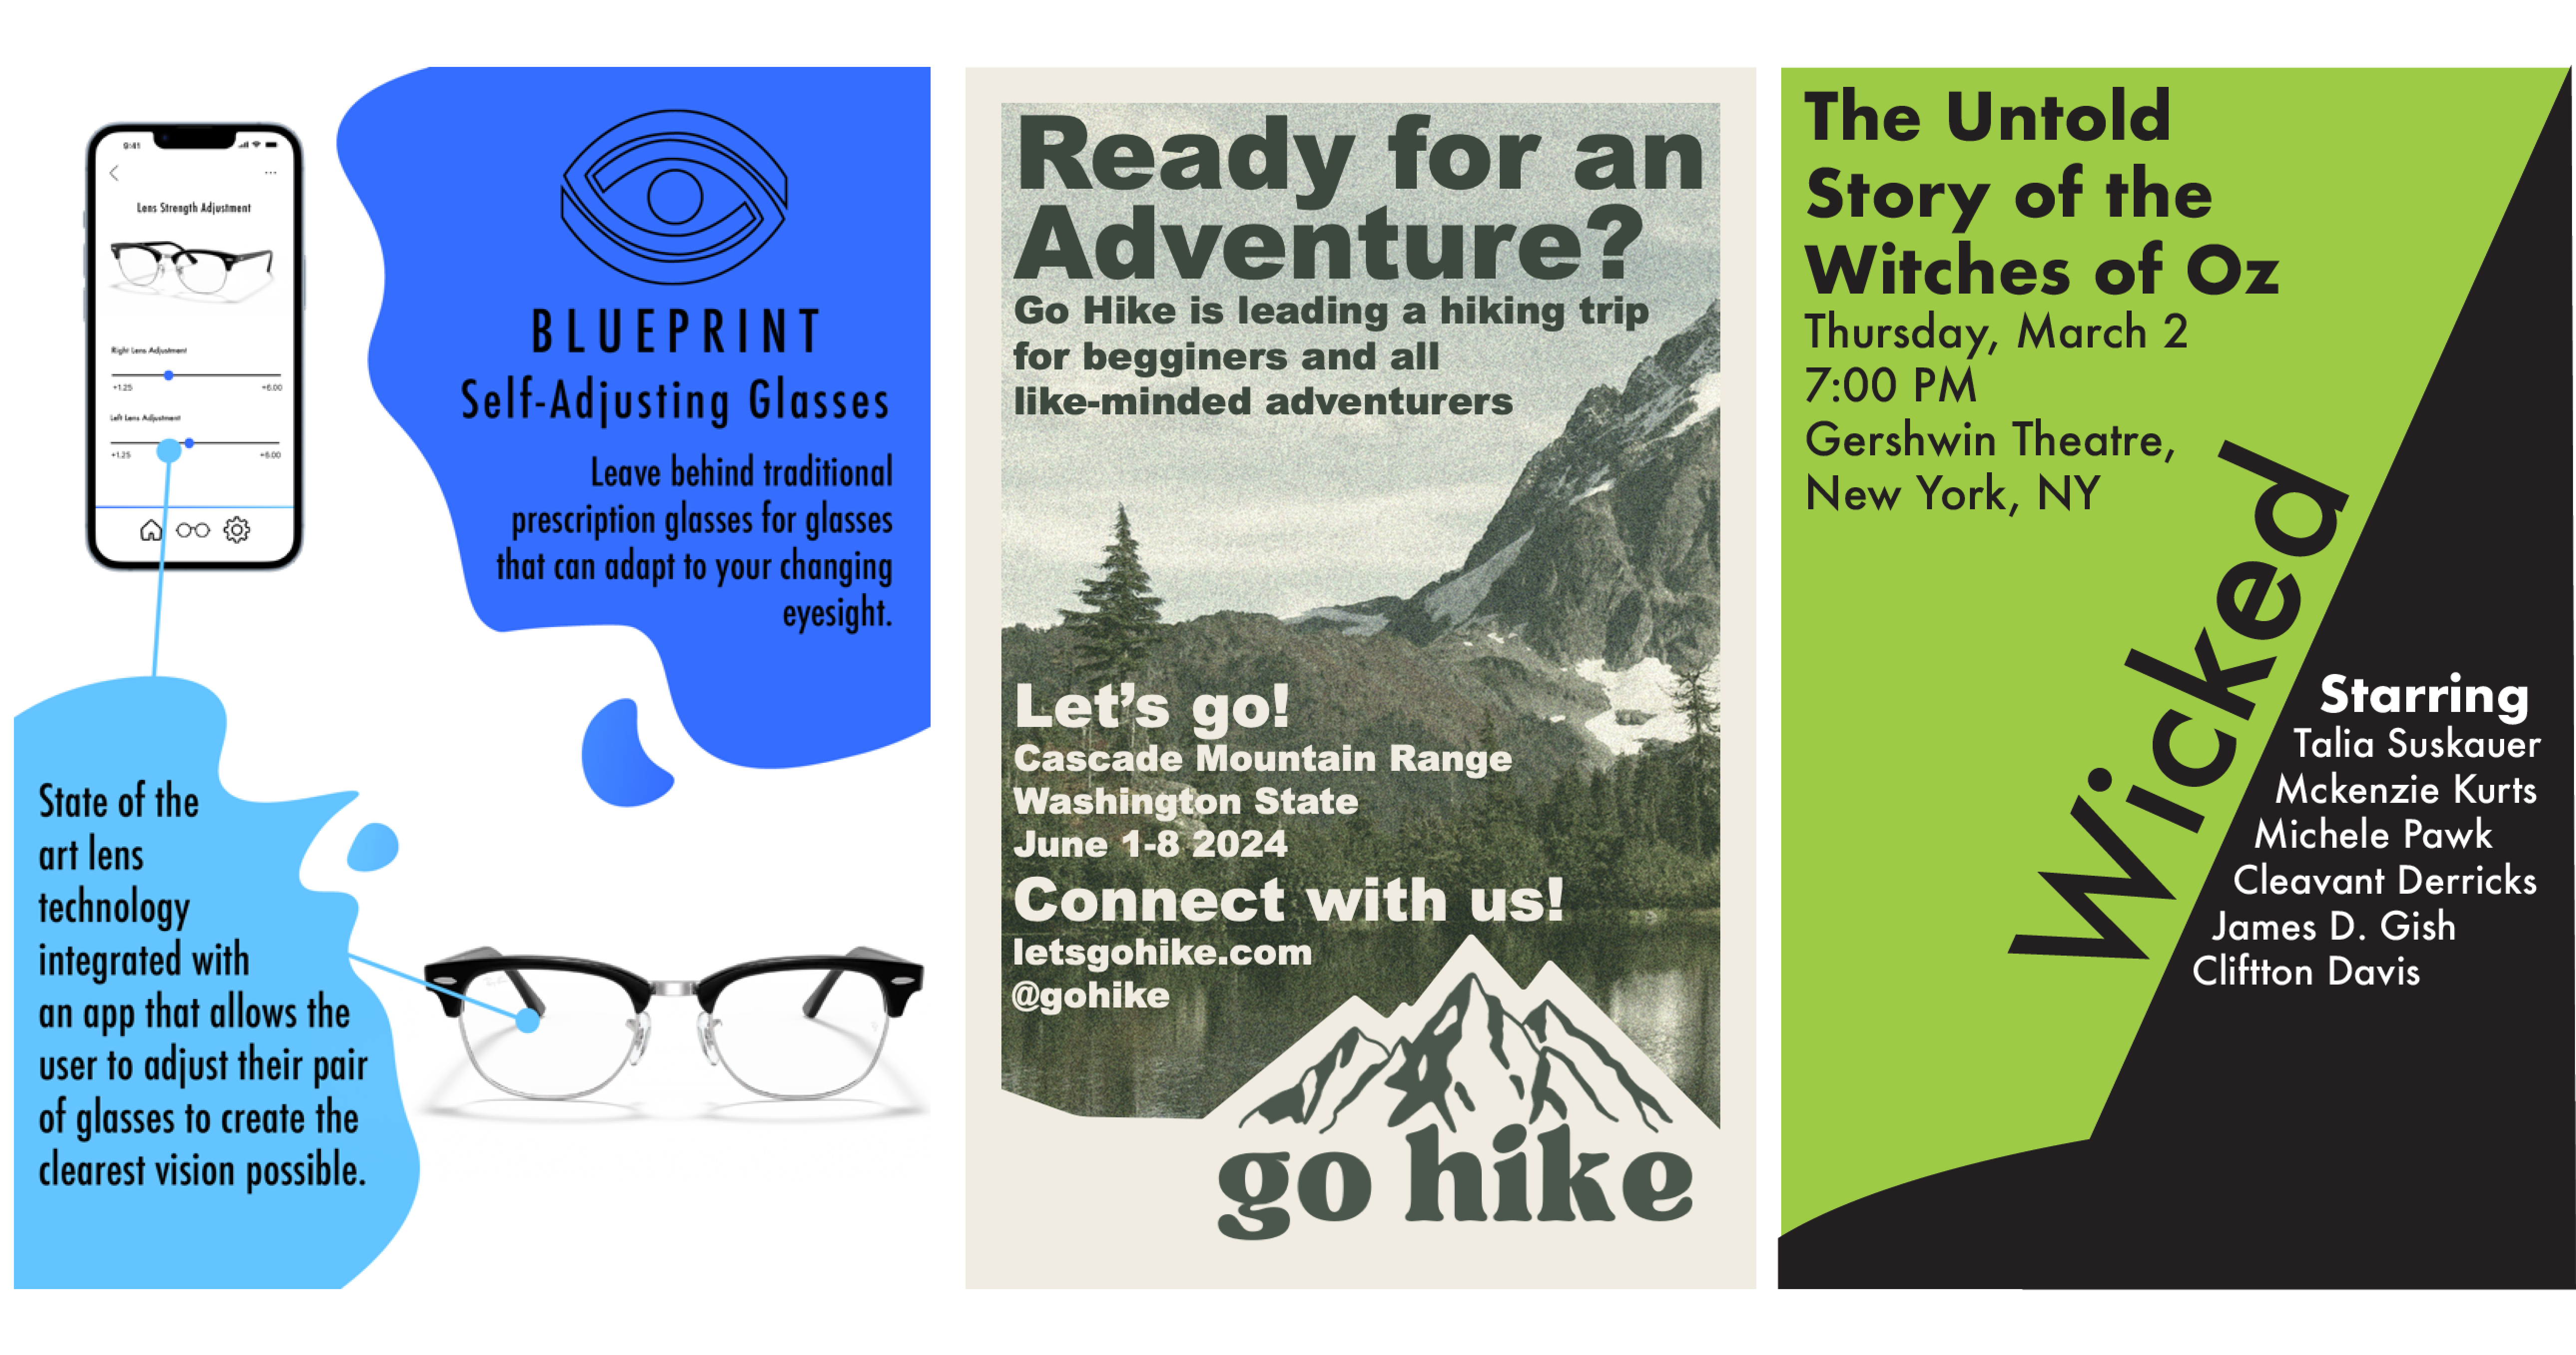 9:41
Lens Strength Adjustment
Right Lens Adjustment
+1.25 +6.00
Left Lens Adjustment
+1.25 +6.00
BLUEPRINT
Self-Adjusting Glasses
Leave behind traditional
prescription glasses for glasses
that can adapt to your changing
eyesight.
State of the
art lens
technology
integrated with
an app that allows the
user to adjust their pair
of glasses to create the
clearest vision possible.
Ready for an
Adventure?
Go Hike is leading a hiking trip
for begginers and all
like-minded adventurers
Let's go!
Cascade Mountain Range
Washington State
June 1-8 2024
Connect with us!
letsgohike.com
@gohike
go hike
The Untold
Story of the
Witches of Oz
Thursday, March 2
7:00 PM
Gershwin Theatre,
New York, NY
Wicked
Starring
Talia Suskauer
Mckenzie Kurts
Michele Pawk
Cleavant Derricks
James D. Gish
Cliftton Davis